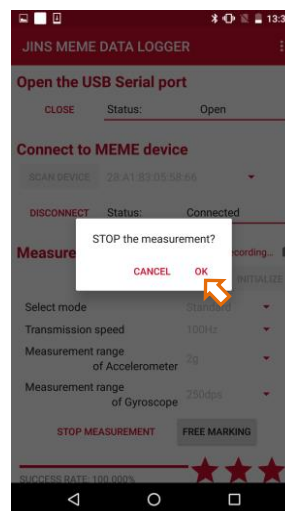 13:3
JINS MEME DATA LOGGER
Open the USB Serial port
CLOSE Status: Open
Connect to MEME device
SCAN DEVICE 28:A1:83:05:58:66
DISCONNECT Status: Connected
STOP the measurement?
Measure cording...
CANCEL OK
INITIALIZE
Select mode Standard
Transmission speed 100Hz
Measurement range
of Accelerometer 2g
Measurement range
of Gyroscope 250dps
STOP MEASUREMENT FREE MARKING
SUCCESS RATE: 100.000%